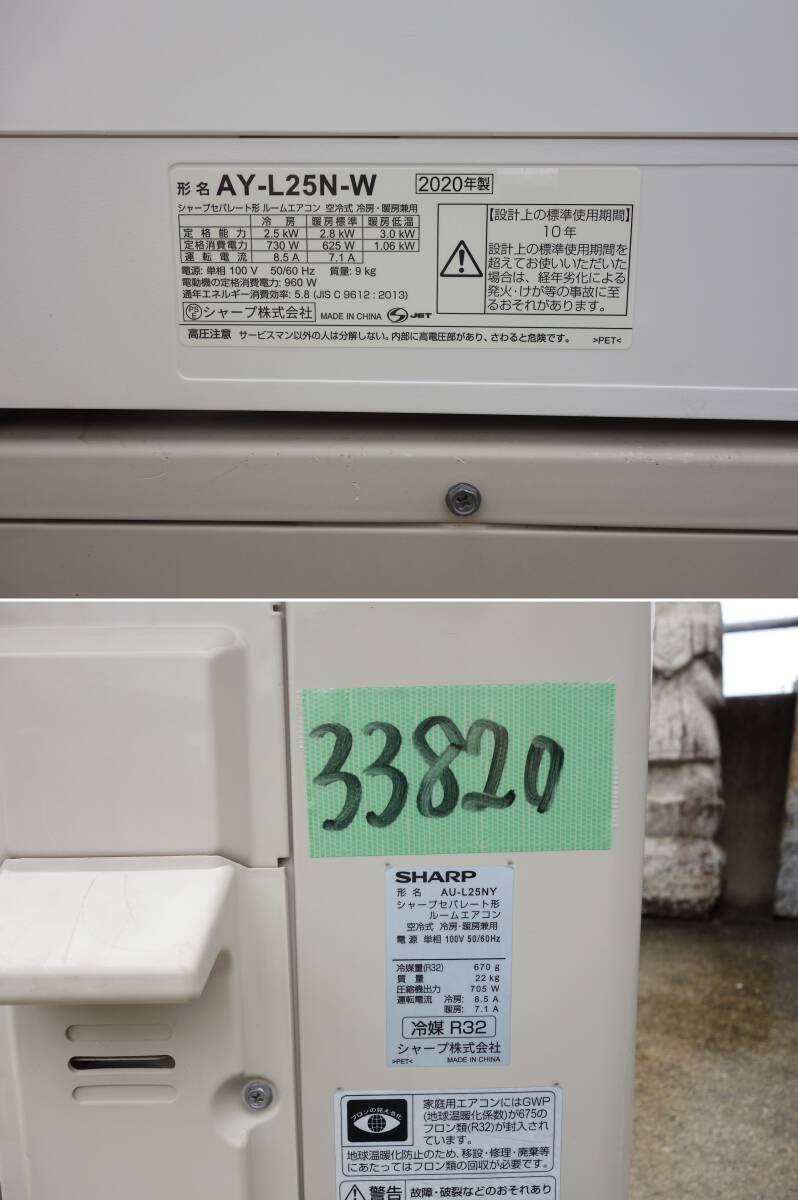 形名 AY-L25N-W 2020年製
シャープセパレート形 ルームエアコン 空冷式 冷房・暖房兼用
冷房 暖房標準 暖房低温
定格能力 2.5 kW 2.8 kW 3.0 kW
定格消費電力 730 W 625 W 1.06 kW
運転電流 8.5 A 7.1 A
電源: 単相 100 V 50/60 Hz 質量: 9 kg
電動機の定格消費電力: 960 W
通年エネルギー消費効率: 5.8 (JIS C 9612 : 2013)
PSE シャープ株式会社 MADE IN CHINA S JET
【設計上の標準使用期間】
10年
設計上の標準使用期間を
超えてお使いいただいた
場合は、経年劣化による
発火・けが等の事故に至
るおそれがあります。
高圧注意 サービスマン以外の人は分解しない。内部に高電圧部があり、さわると危険です。 >PET<
33820
SHARP
形名 AU-L25NY
シャープセパレート形
ルームエアコン
空冷式 冷房・暖房兼用
電源 単相 100V 50/60Hz
冷媒量(R32) 670 g
質量 22 kg
圧縮機出力 705 W
運転電流 冷房: 8.5 A
暖房: 7.1 A
冷媒 R32
シャープ株式会社
>PET< MADE IN CHINA
フロンの見える化
家庭用エアコンにはGWP
(地球温暖化係数)が675の
フロン類(R32)が封入され
ています。
地球温暖化防止のため、移設・修理・廃棄等
にあたってはフロン類の回収が必要です。
警告 故障・破裂などのおそれあり